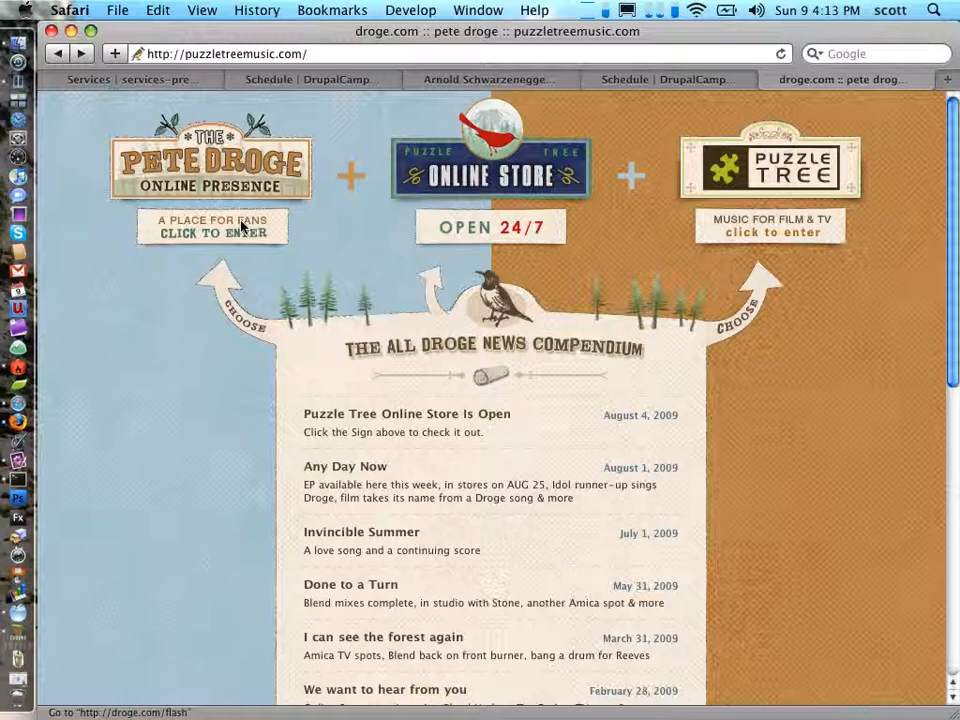 Safari File Edit View History Bookmarks Develop Window Help Sun 9 4:13 PM scott
droge.com :: pete droge :: puzzletreemusic.com
http://puzzletreemusic.com/ Google
Services | services-pre... Schedule | DrupalCamp... Arnold Schwarzenegge... Schedule | DrupalCamp... droge.com :: pete drog...
THE
PETE DROGE
ONLINE PRESENCE
A PLACE FOR FANS
CLICK TO ENTER
PUZZLE TREE
ONLINE STORE
OPEN 24/7
PUZZLE
TREE
MUSIC FOR FILM & TV
click to enter
CHOOSE
CHOOSE
THE ALL DROGE NEWS COMPENDIUM
Puzzle Tree Online Store Is Open August 4, 2009
Click the Sign above to check it out.
Any Day Now August 1, 2009
EP available here this week, in stores on AUG 25, Idol runner-up sings
Droge, film takes its name from a Droge song & more
Invincible Summer July 1, 2009
A love song and a continuing score
Done to a Turn May 31, 2009
Blend mixes complete, in studio with Stone, another Amica spot & more
I can see the forest again March 31, 2009
Amica TV spots, Blend back on front burner, bang a drum for Reeves
We want to hear from you February 28, 2009
Go to "http://droge.com/flash"